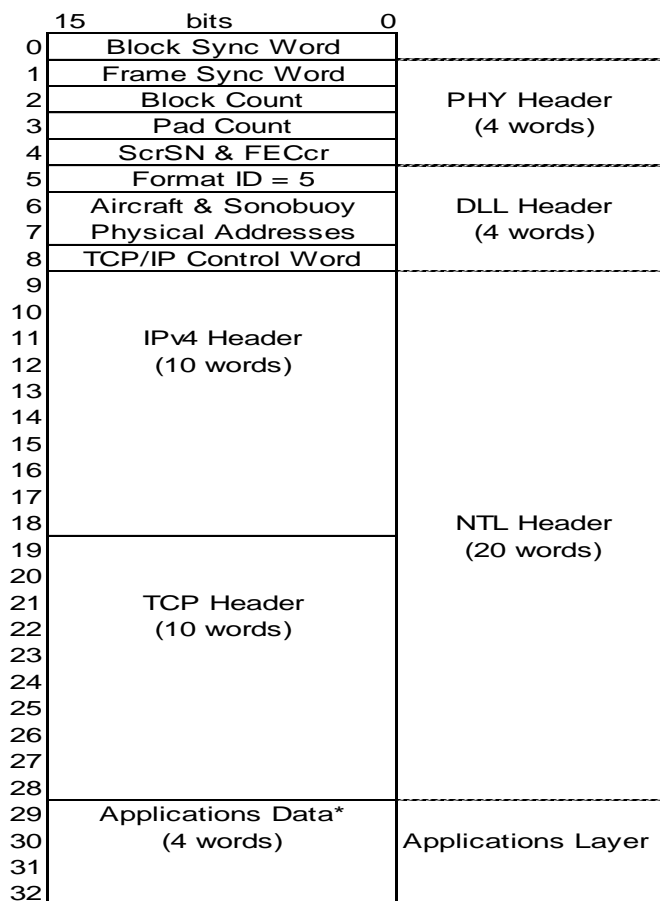 15 bits 0
0 Block Sync Word
1 Frame Sync Word
2 Block Count PHY Header
3 Pad Count (4 words)
4 ScrSN & FECcr
5 Format ID = 5
6 Aircraft & Sonobuoy DLL Header
7 Physical Addresses (4 words)
8 TCP/IP Control Word
9
10
11 IPv4 Header
12 (10 words)
13
14
15
16
17
18 NTL Header
19 (20 words)
20
21 TCP Header
22 (10 words)
23
24
25
26
27
28
29 Applications Data*
30 (4 words) Applications Layer
31
32